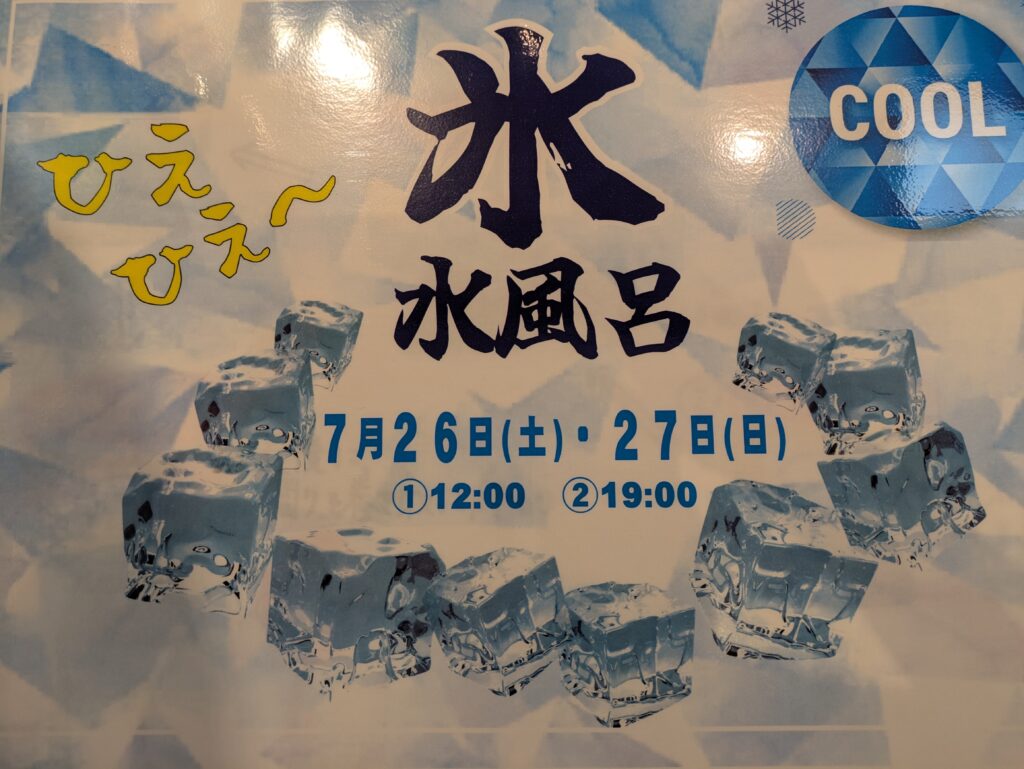 氷
COOL
ひえ
ひえ〜
水風呂
7月26日(土)・27日(日)
①12:00 ②19:00